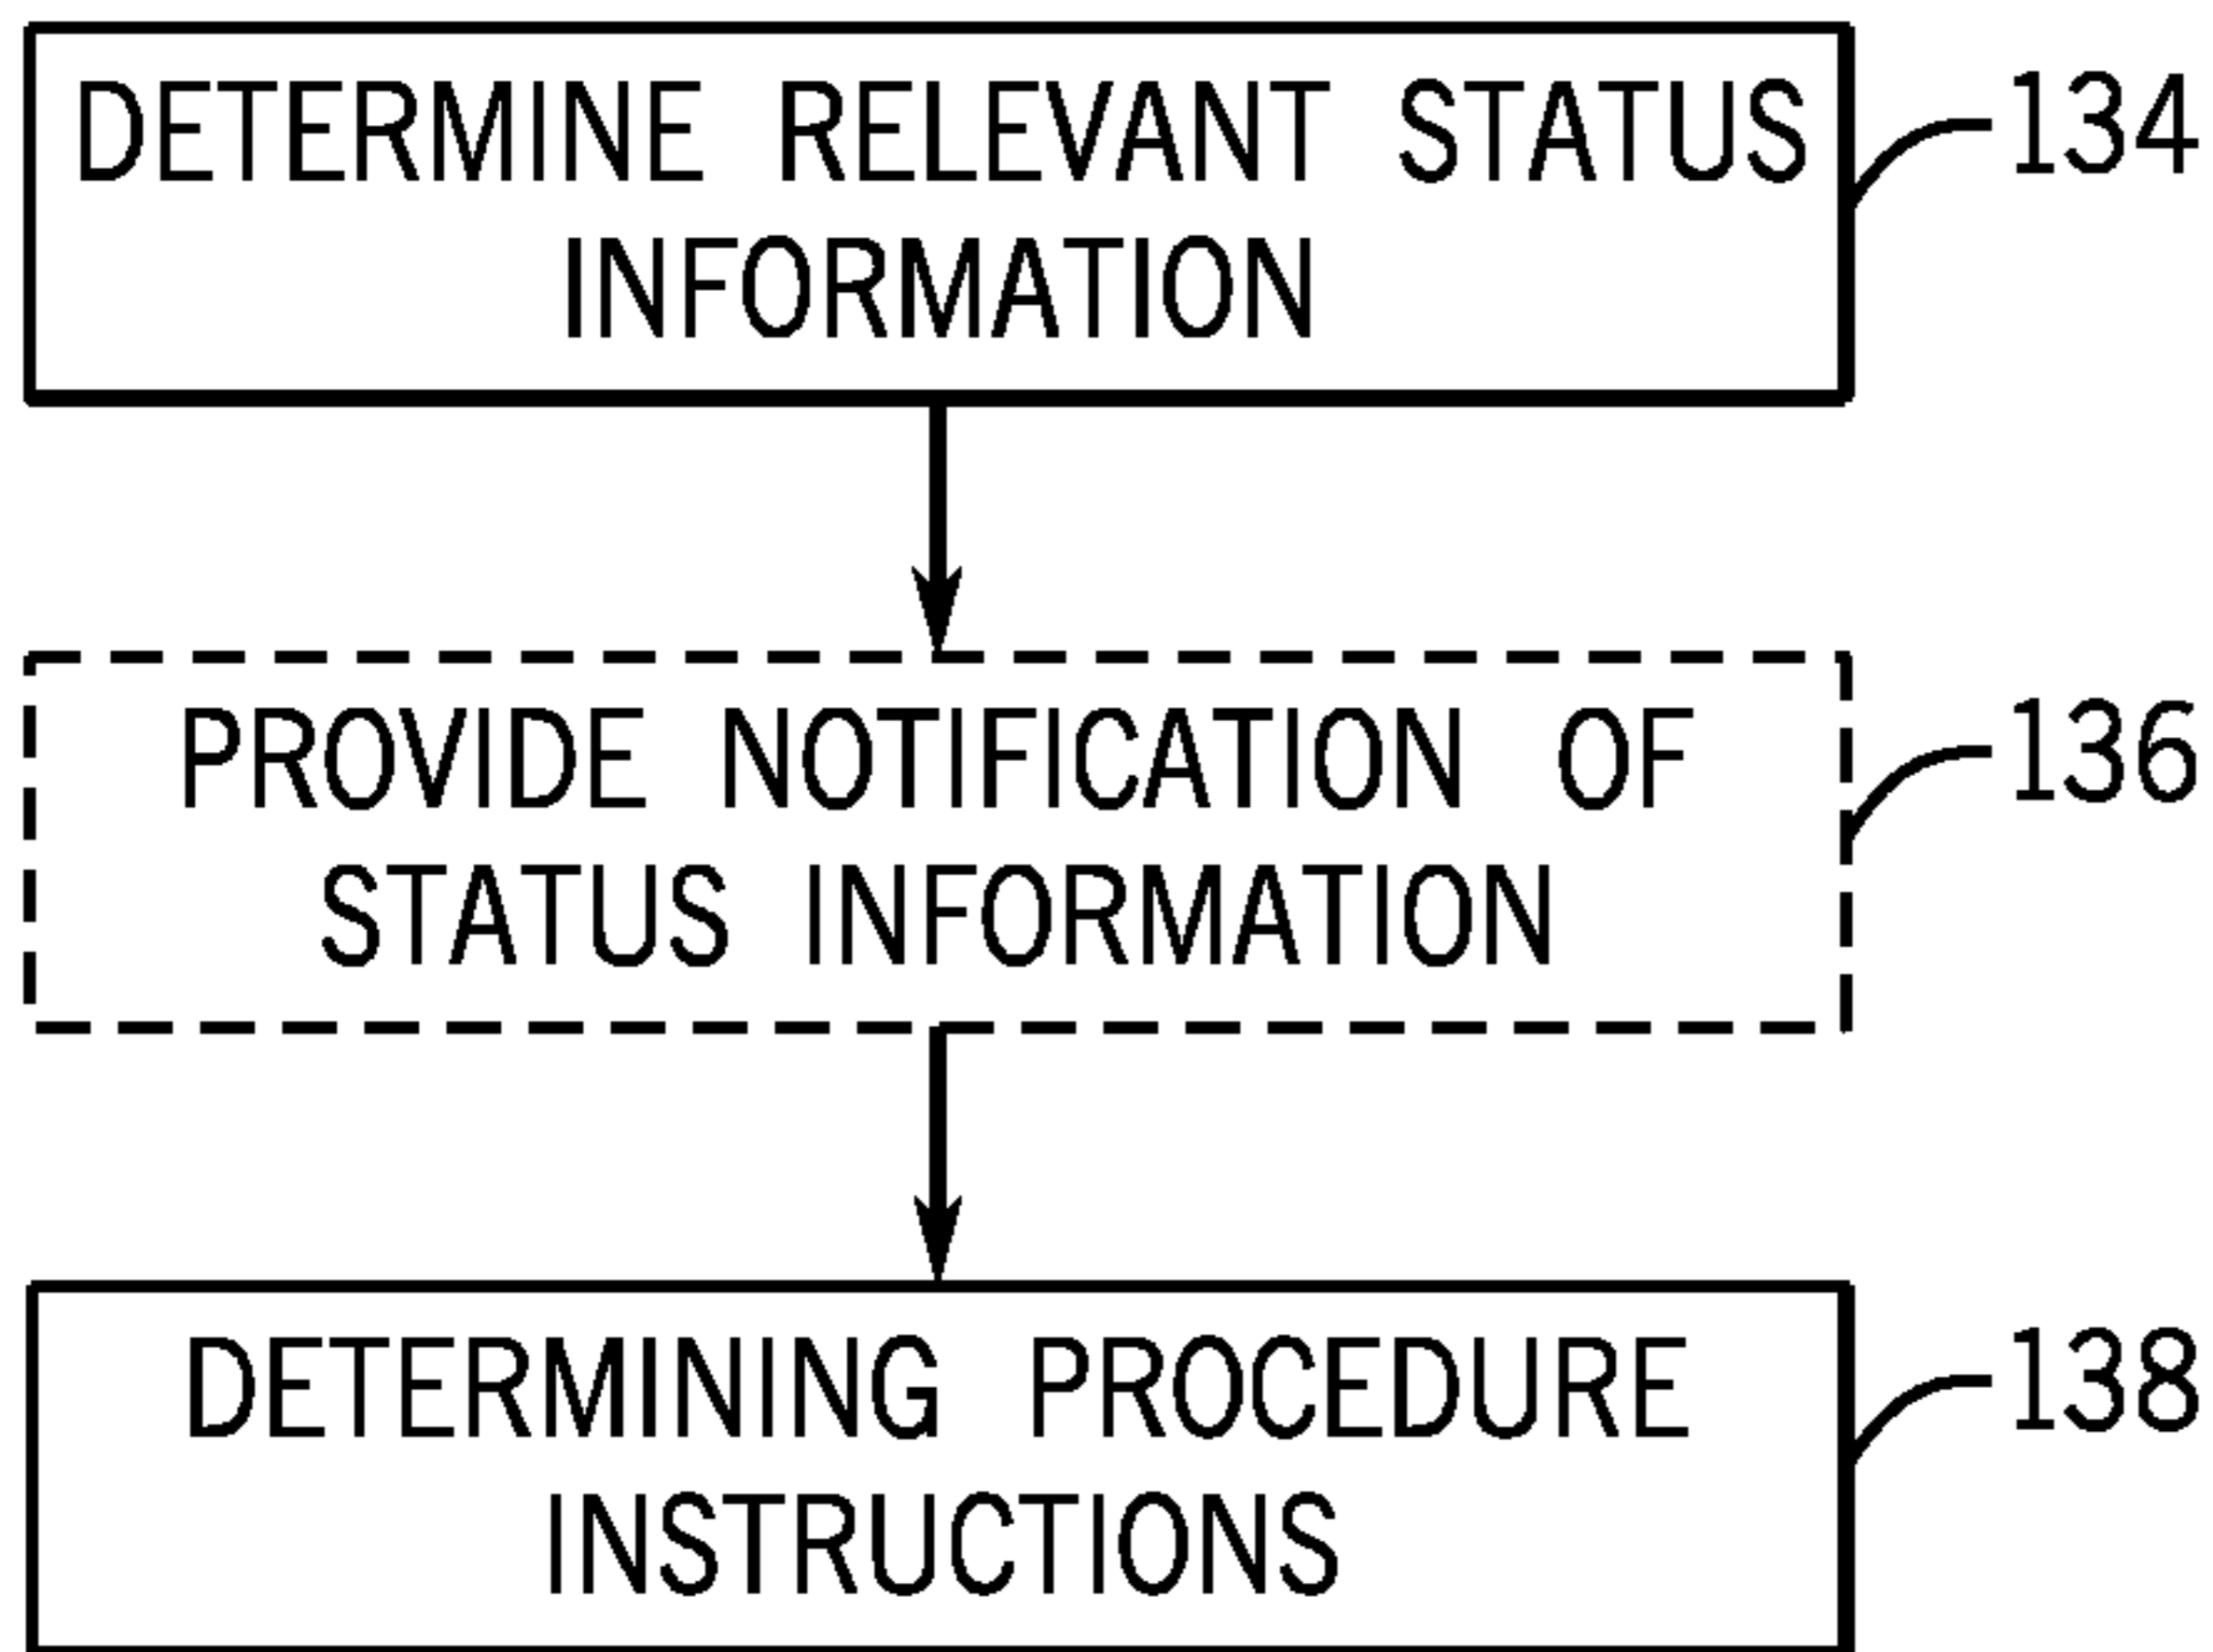 DETERMINE RELEVANT STATUS
INFORMATION
134
PROVIDE NOTIFICATION OF
STATUS INFORMATION
136
DETERMINING PROCEDURE
INSTRUCTIONS
138